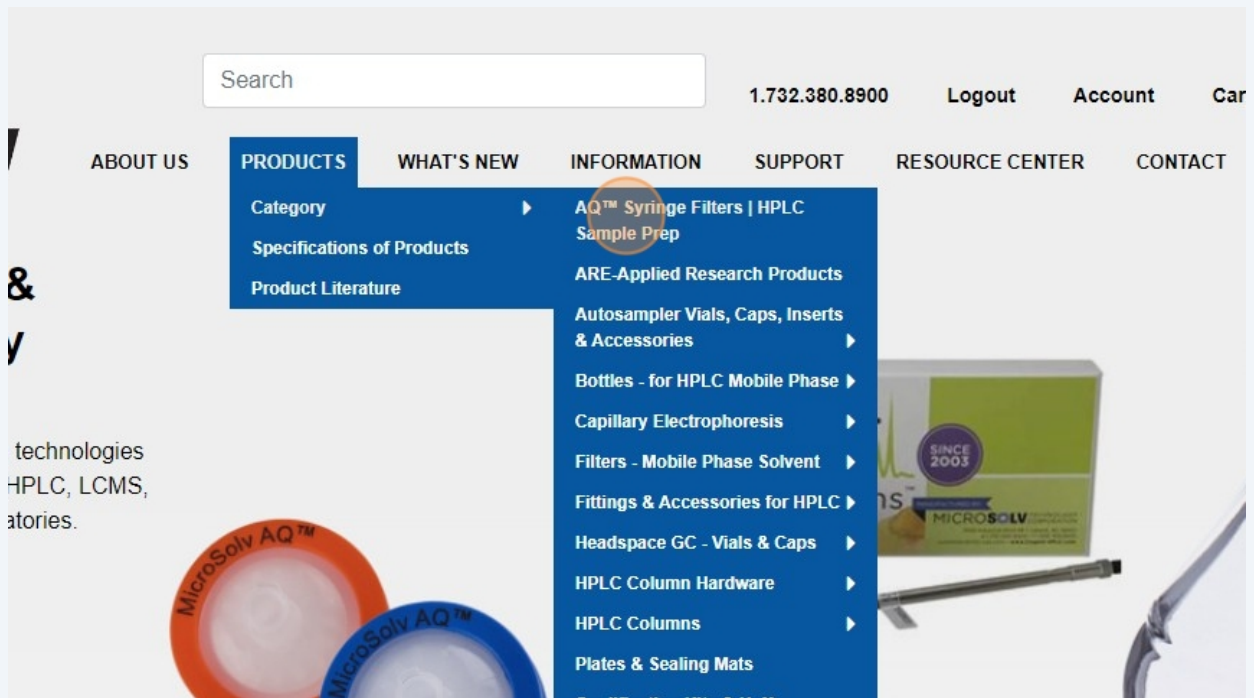 Search
1.732.380.8900 Logout Account Car
ABOUT US PRODUCTS WHAT'S NEW INFORMATION SUPPORT RESOURCE CENTER CONTACT
Category
Specifications of Products
Product Literature
AQ™ Syringe Filters | HPLC
Sample Prep
ARE-Applied Research Products
Autosampler Vials, Caps, Inserts
& Accessories
Bottles - for HPLC Mobile Phase
Capillary Electrophoresis
Filters - Mobile Phase Solvent
Fittings & Accessories for HPLC
Headspace GC - Vials & Caps
HPLC Column Hardware
HPLC Columns
Plates & Sealing Mats
&
y
technologies
HPLC, LCMS,
atories.
MicroSolv AQ™
MicroSolv AQ™
SINCE
2003
ns™
MICROSOLV